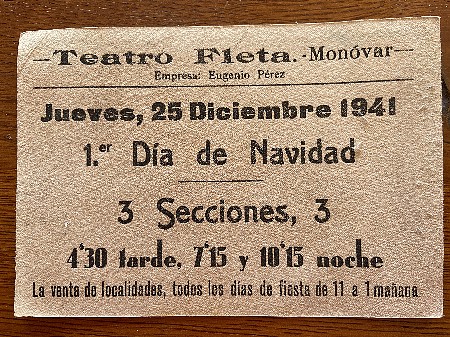 Teatro Fleta.-Monóvar
Empresa: Eugenio Pérez
Jueves, 25 Diciembre 1941
1.er Día de Navidad
3 Secciones, 3
4'30 tarde, 7'15 y 10'15 noche
La venta de localidades, todos los días de fiesta de 11 a 1 mañana